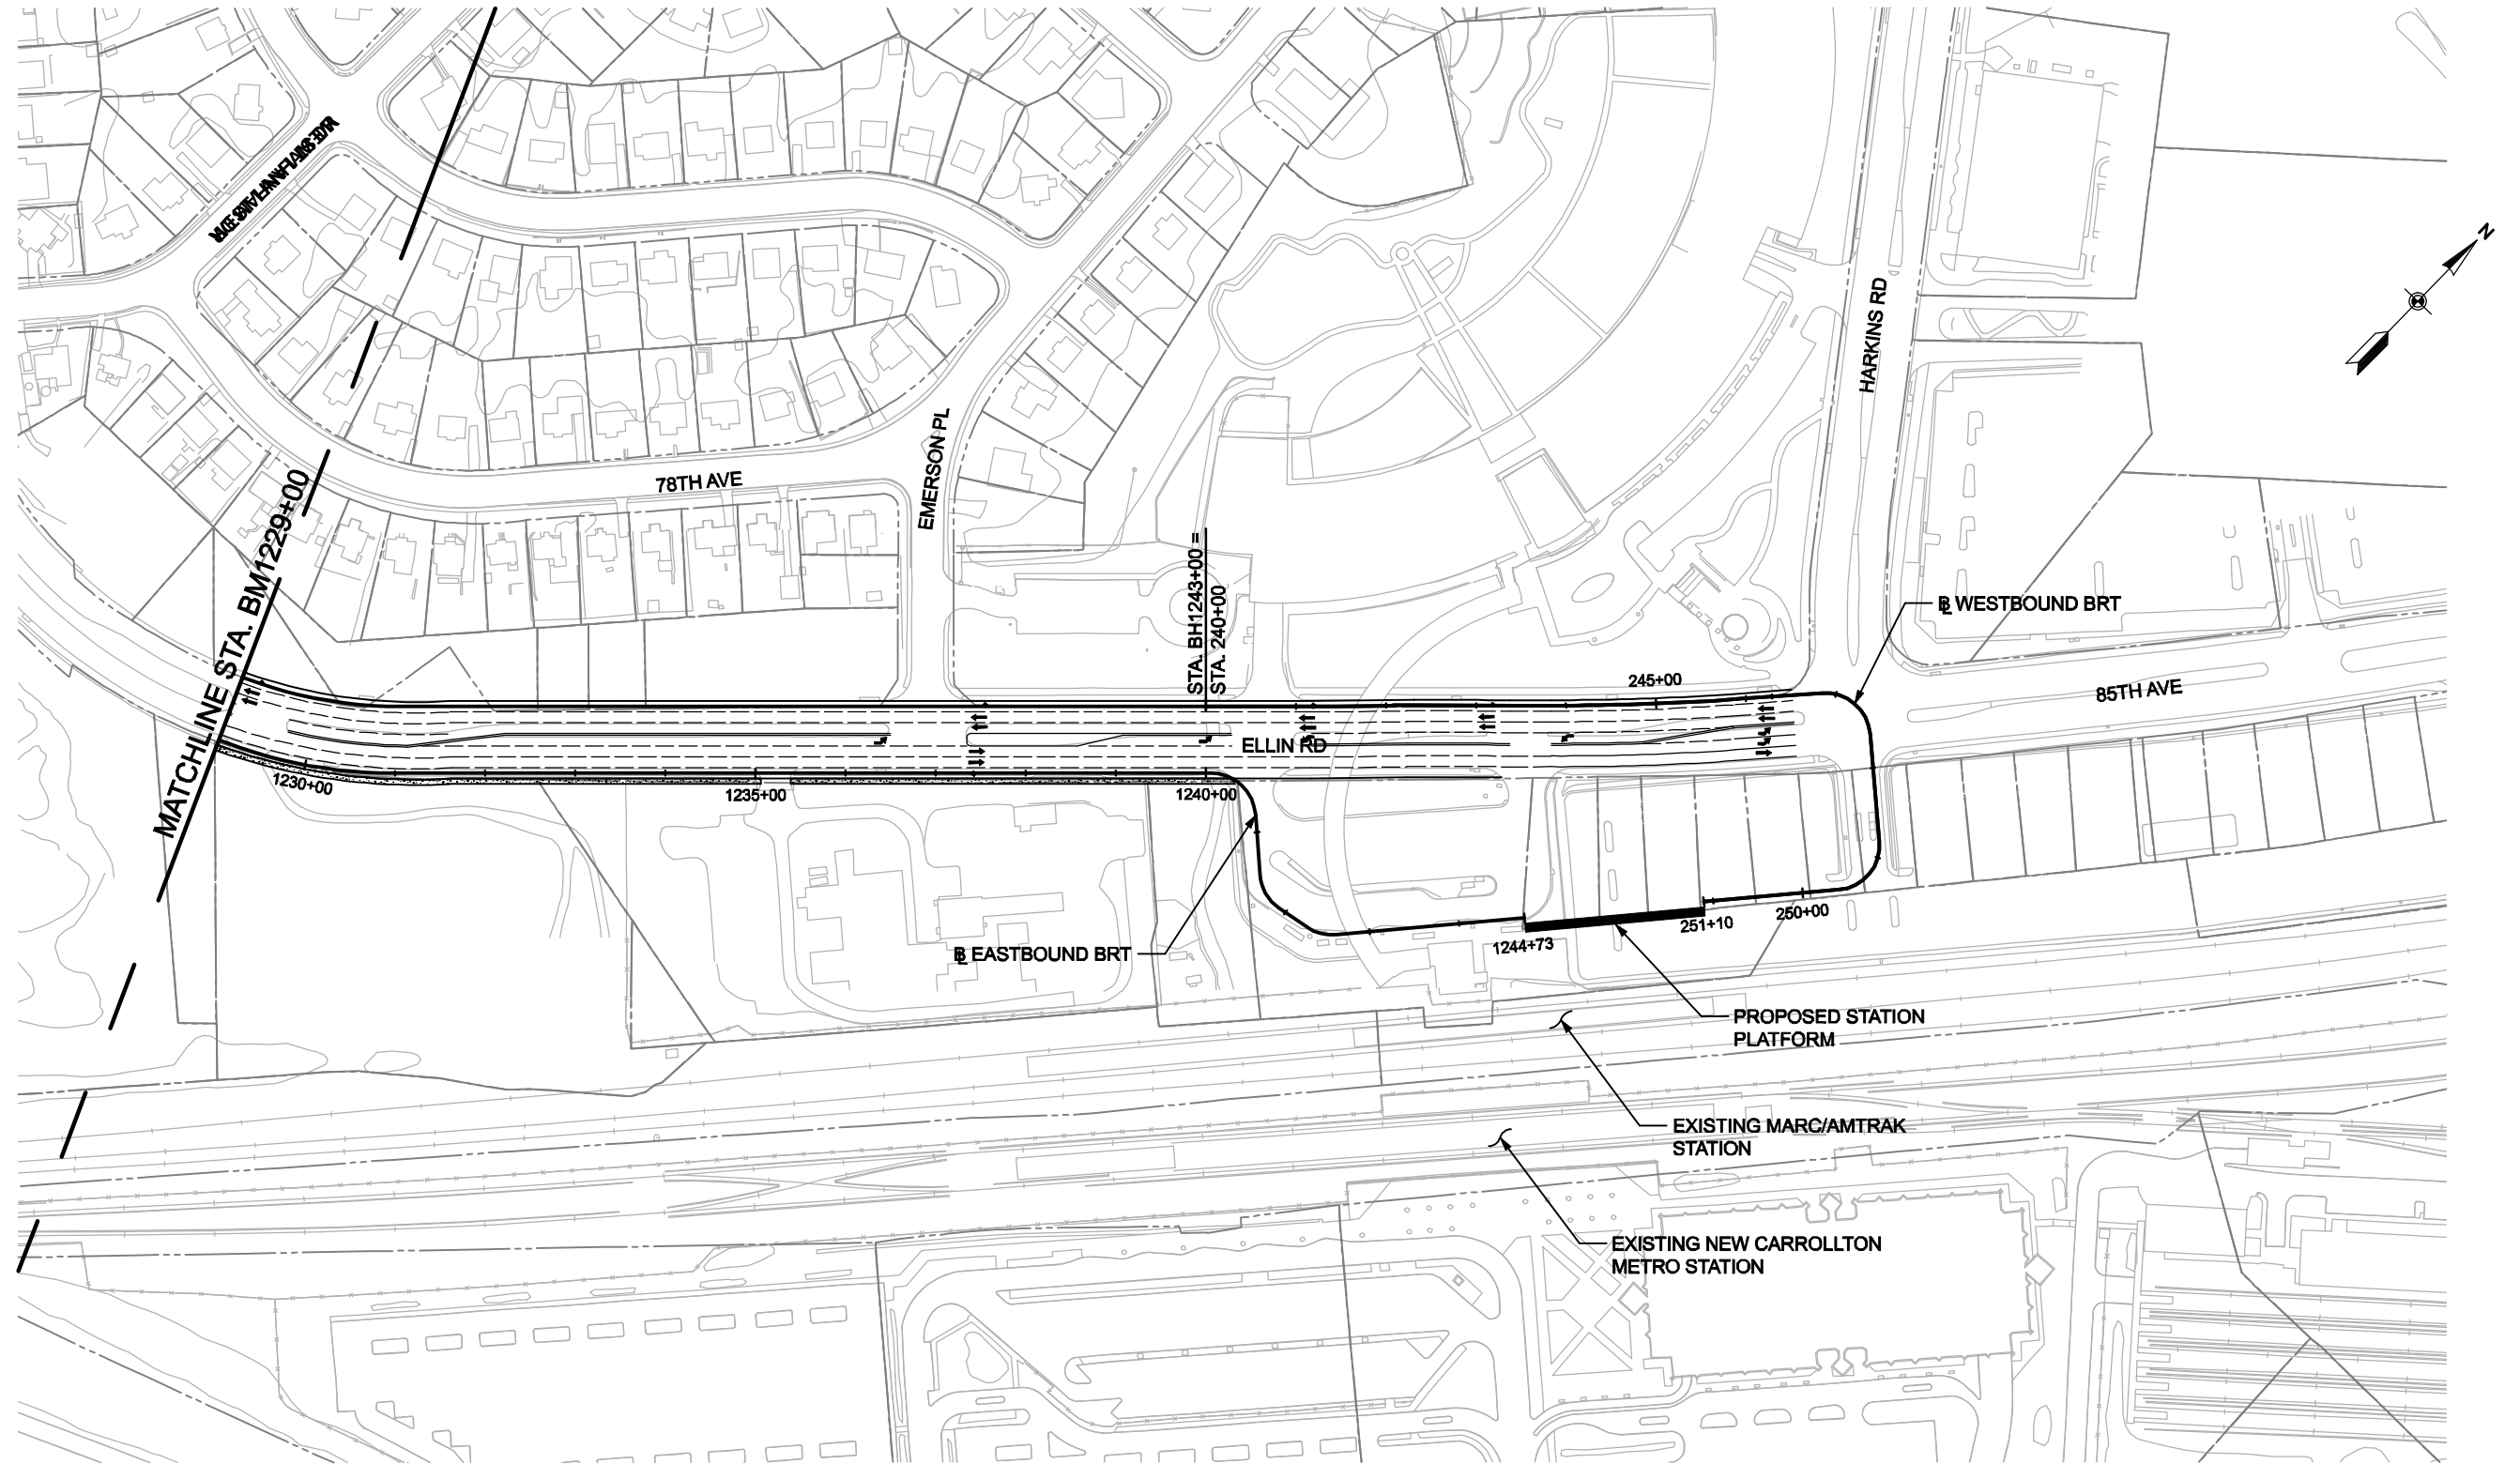 N
HARKINS RD
EMERSON PL
78TH AVE
MATCHLINE STA. BM1229+00
STA. BH1243+00 =
STA. 240+00
BL WESTBOUND BRT
245+00
85TH AVE
ELLIN RD
1230+00
1235+00
1240+00
BL EASTBOUND BRT
1244+73
251+10
250+00
PROPOSED STATION
PLATFORM
EXISTING MARC/AMTRAK
STATION
EXISTING NEW CARROLLTON
METRO STATION